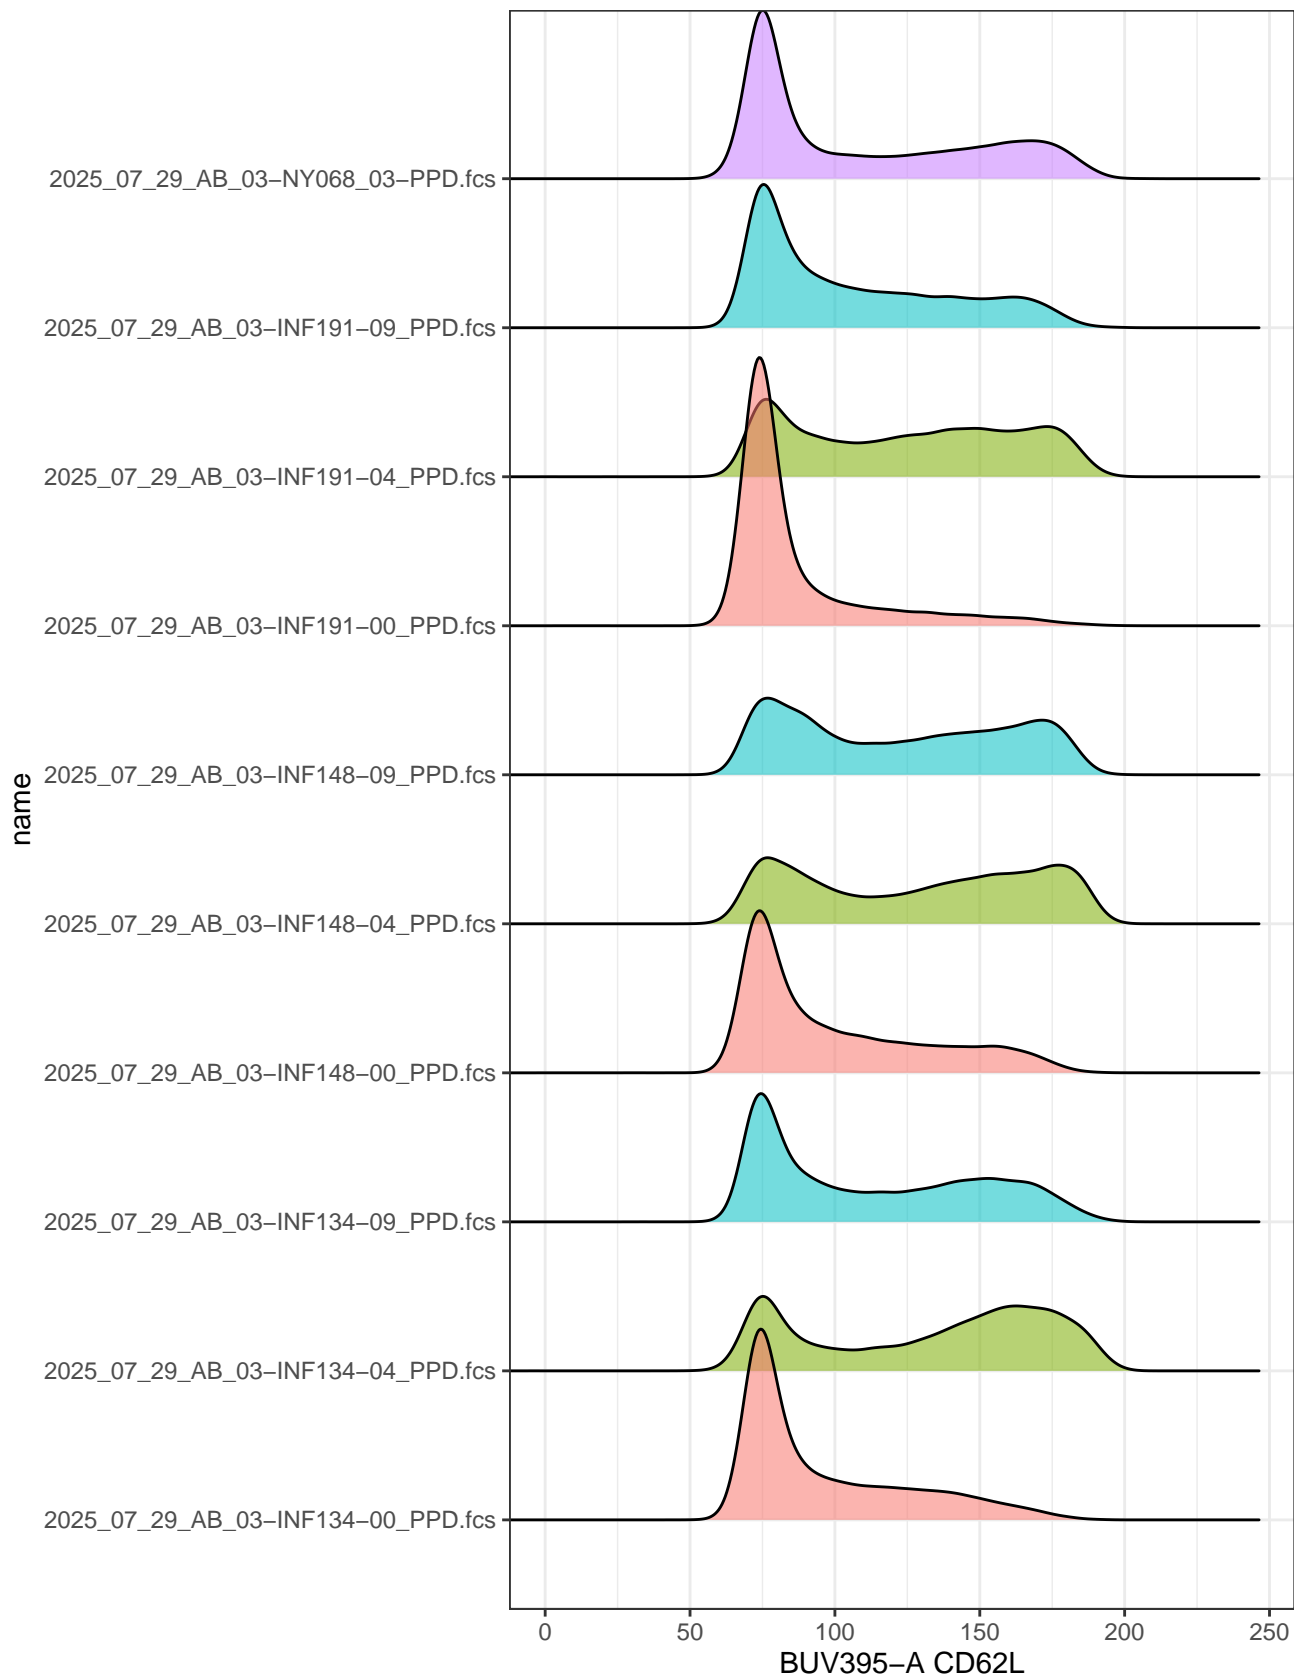 2025_07_29_AB_03−NY068_03−PPD.fcs
2025_07_29_AB_03−INF191−09_PPD.fcs
2025_07_29_AB_03−INF191−04_PPD.fcs
2025_07_29_AB_03−INF191−00_PPD.fcs
2025_07_29_AB_03−INF148−09_PPD.fcs
2025_07_29_AB_03−INF148−04_PPD.fcs
2025_07_29_AB_03−INF148−00_PPD.fcs
2025_07_29_AB_03−INF134−09_PPD.fcs
2025_07_29_AB_03−INF134−04_PPD.fcs
2025_07_29_AB_03−INF134−00_PPD.fcs
name
0 50 100 150 200 250
BUV395−A CD62L